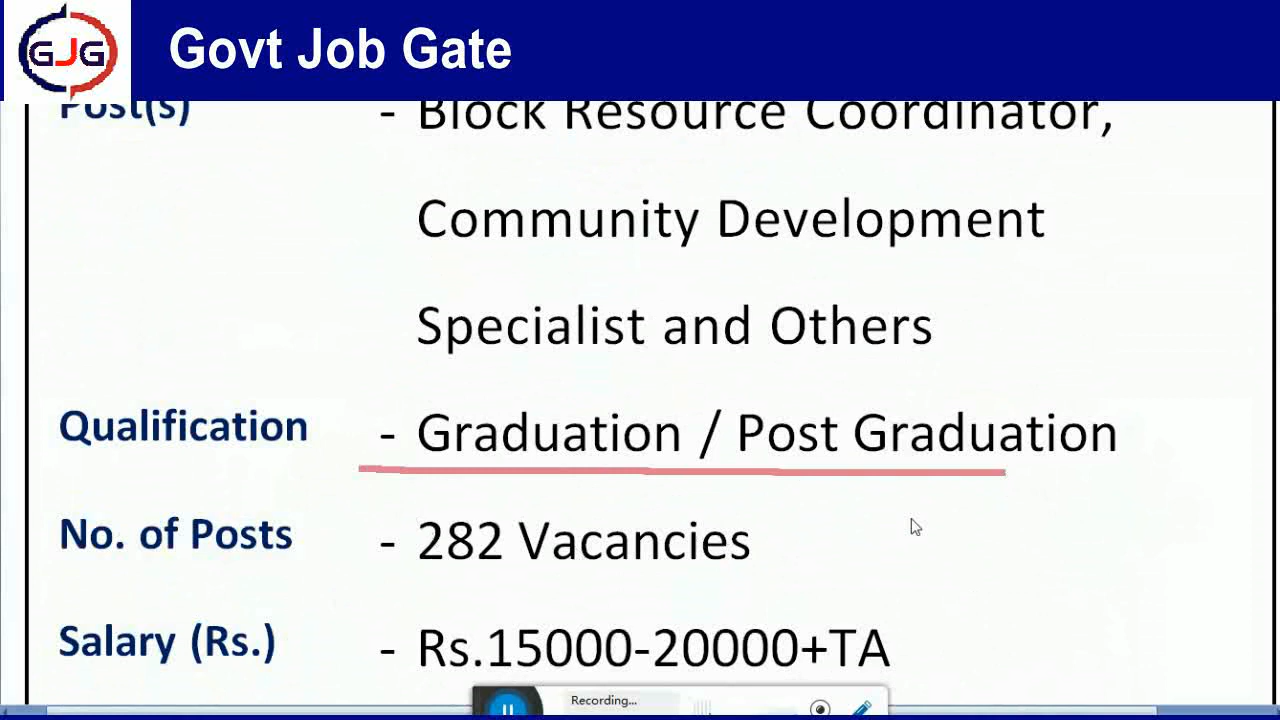 GJG
Govt Job Gate
Post(s) - Block Resource Coordinator,
Community Development
Specialist and Others
Qualification - Graduation / Post Graduation
No. of Posts - 282 Vacancies
Salary (Rs.) - Rs.15000-20000+TA
Recording...